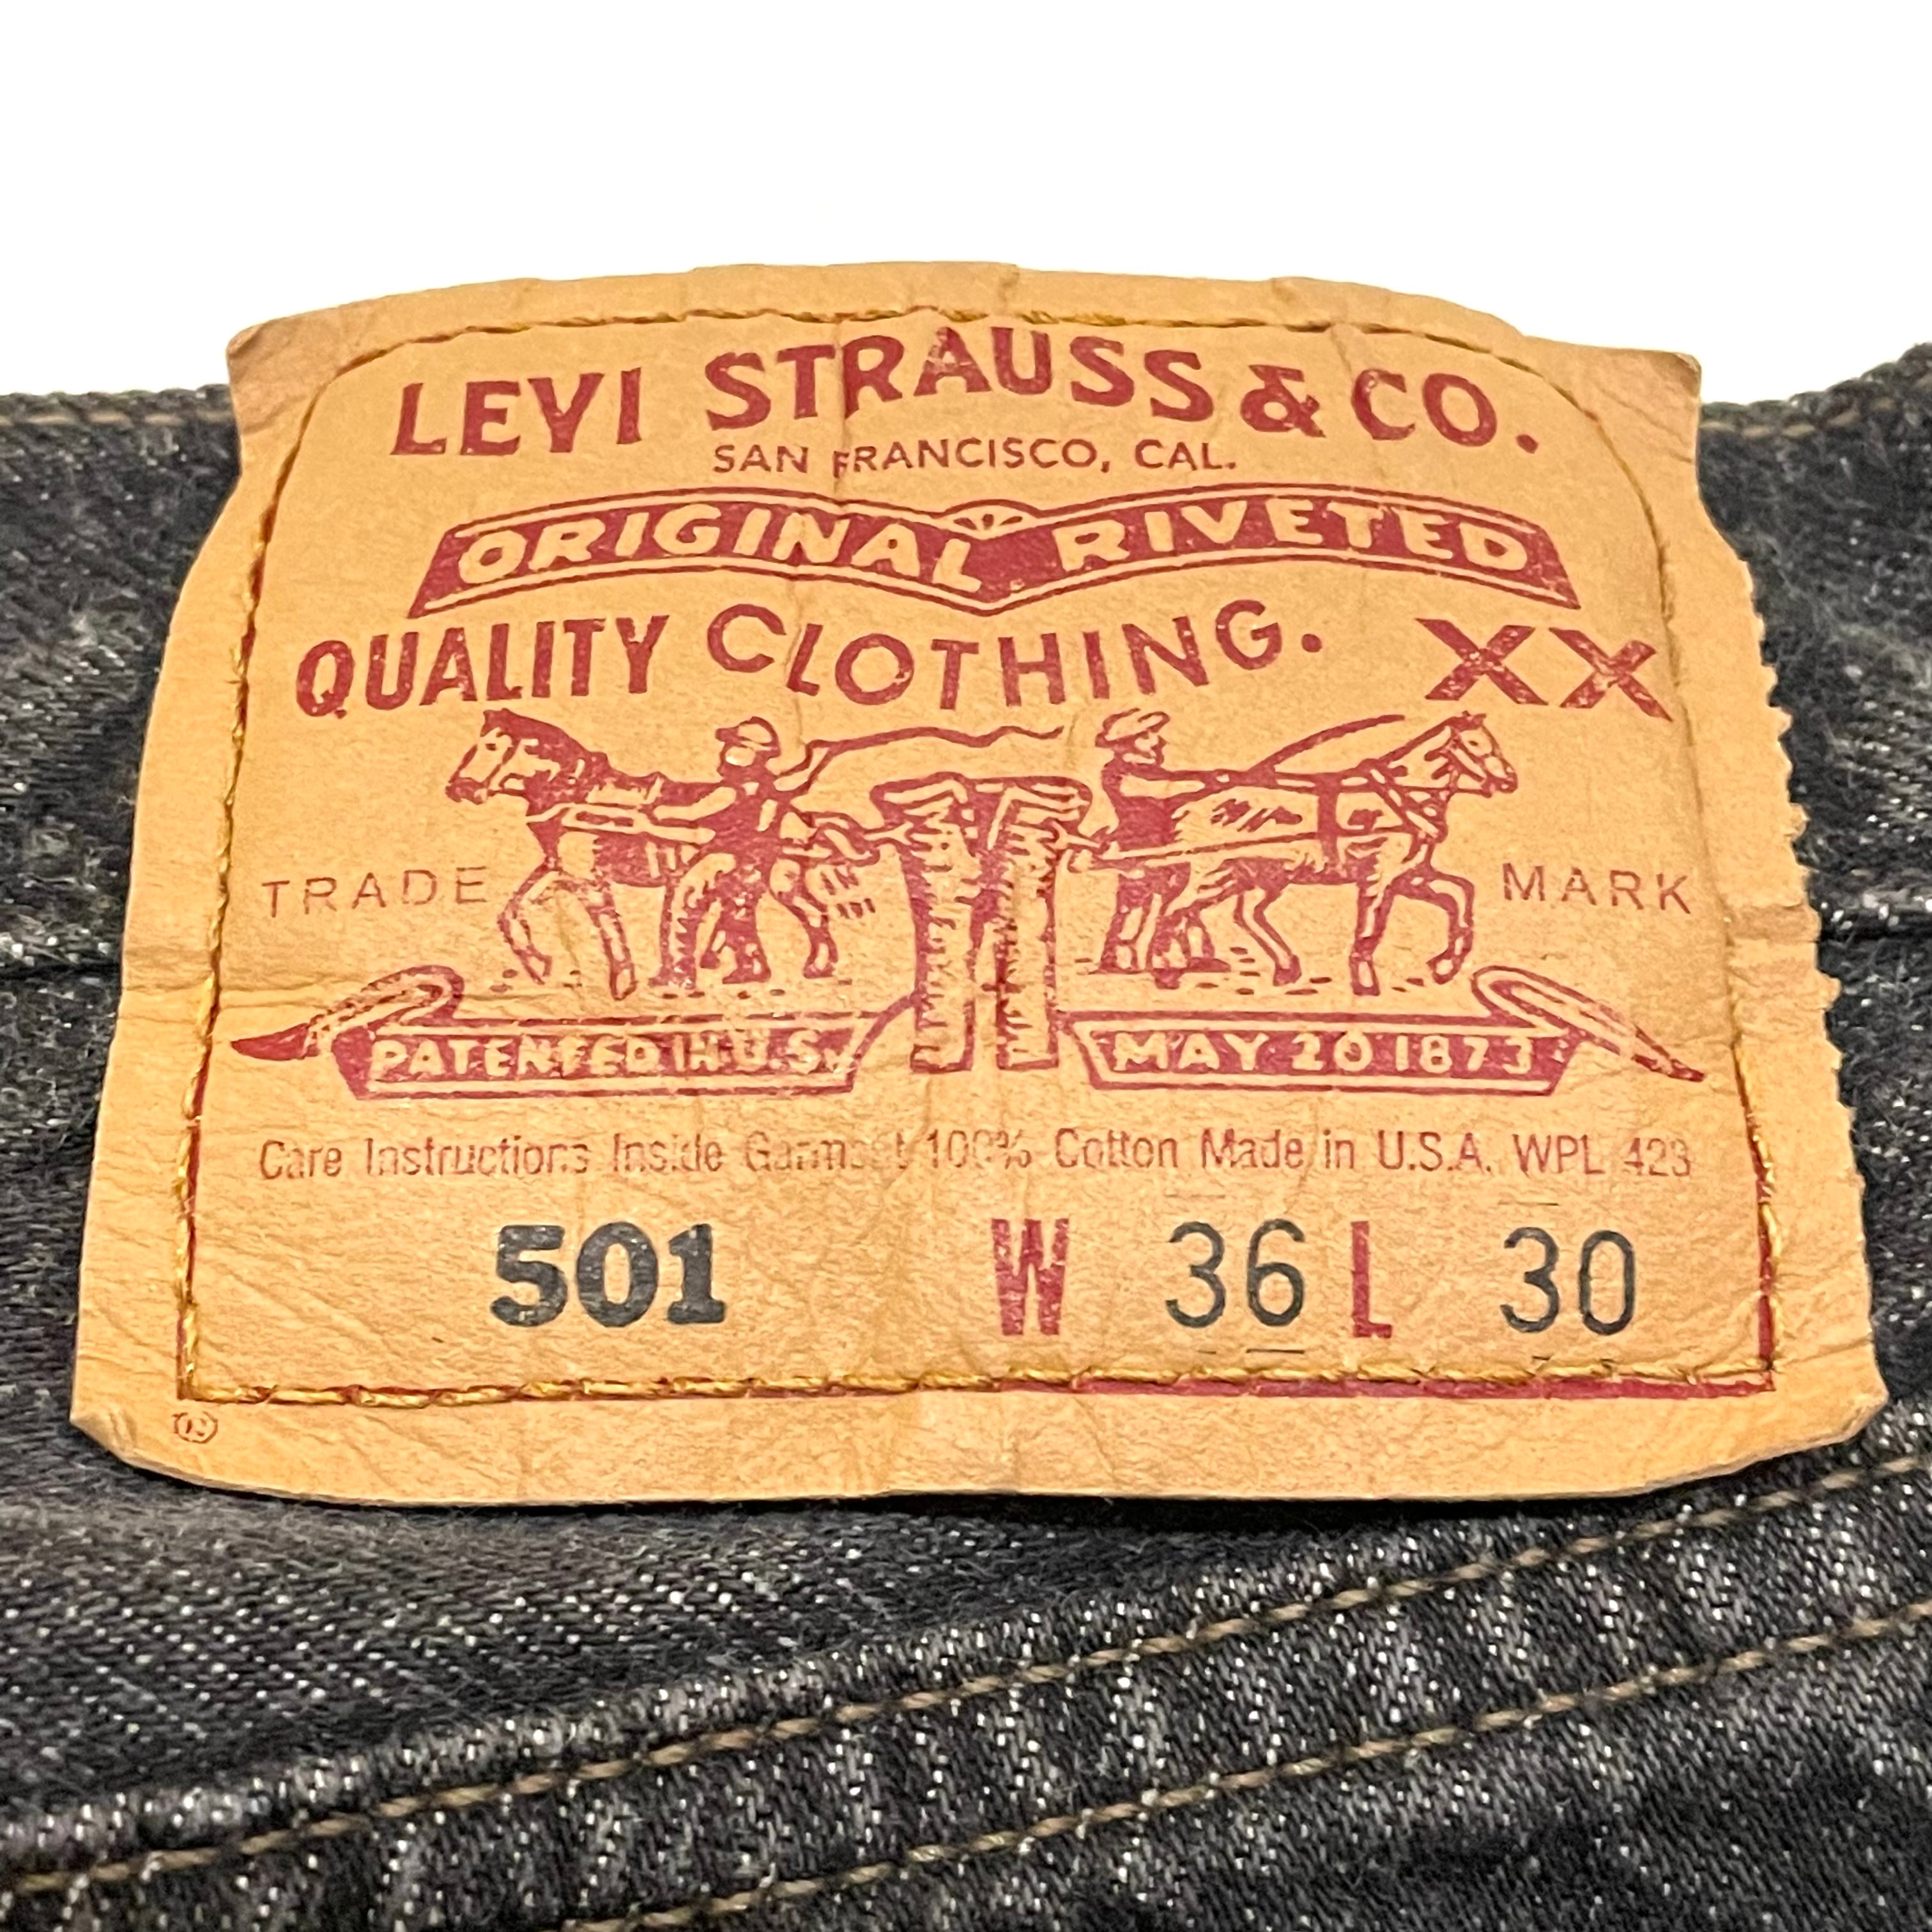 LEVI STRAUSS & CO.
SAN FRANCISCO, CAL.
ORIGINAL RIVETED
QUALITY CLOTHING. XX
TRADE MARK
PATENTED IN U.S. MAY 20 1873
Care Instructions Inside Garment 100% Cotton Made in U.S.A. WPL 423
501 W 36 L 30
®